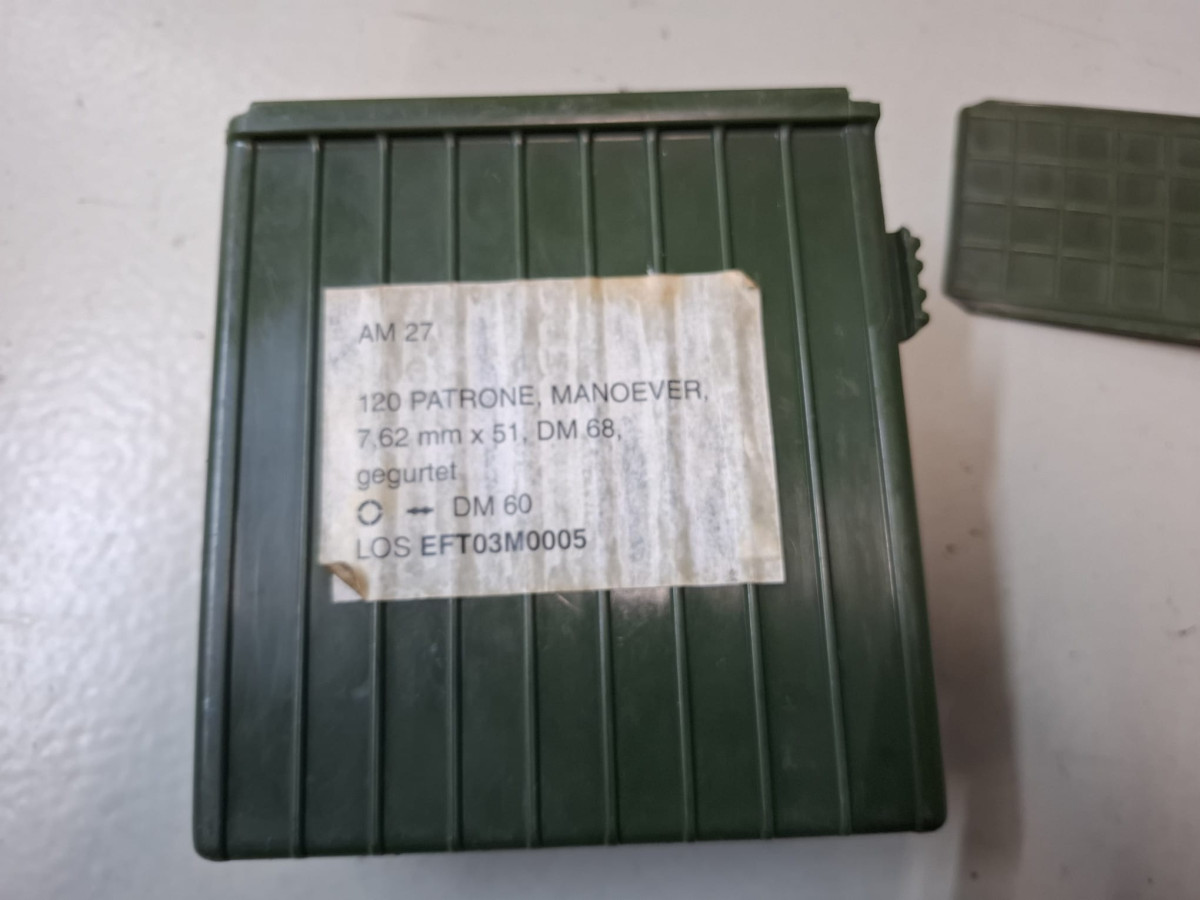 AM 27
120 PATRONE, MANOEVER,
7,62 mm x 51, DM 68,
gegurtet
DM 60
LOS EFT03M0005